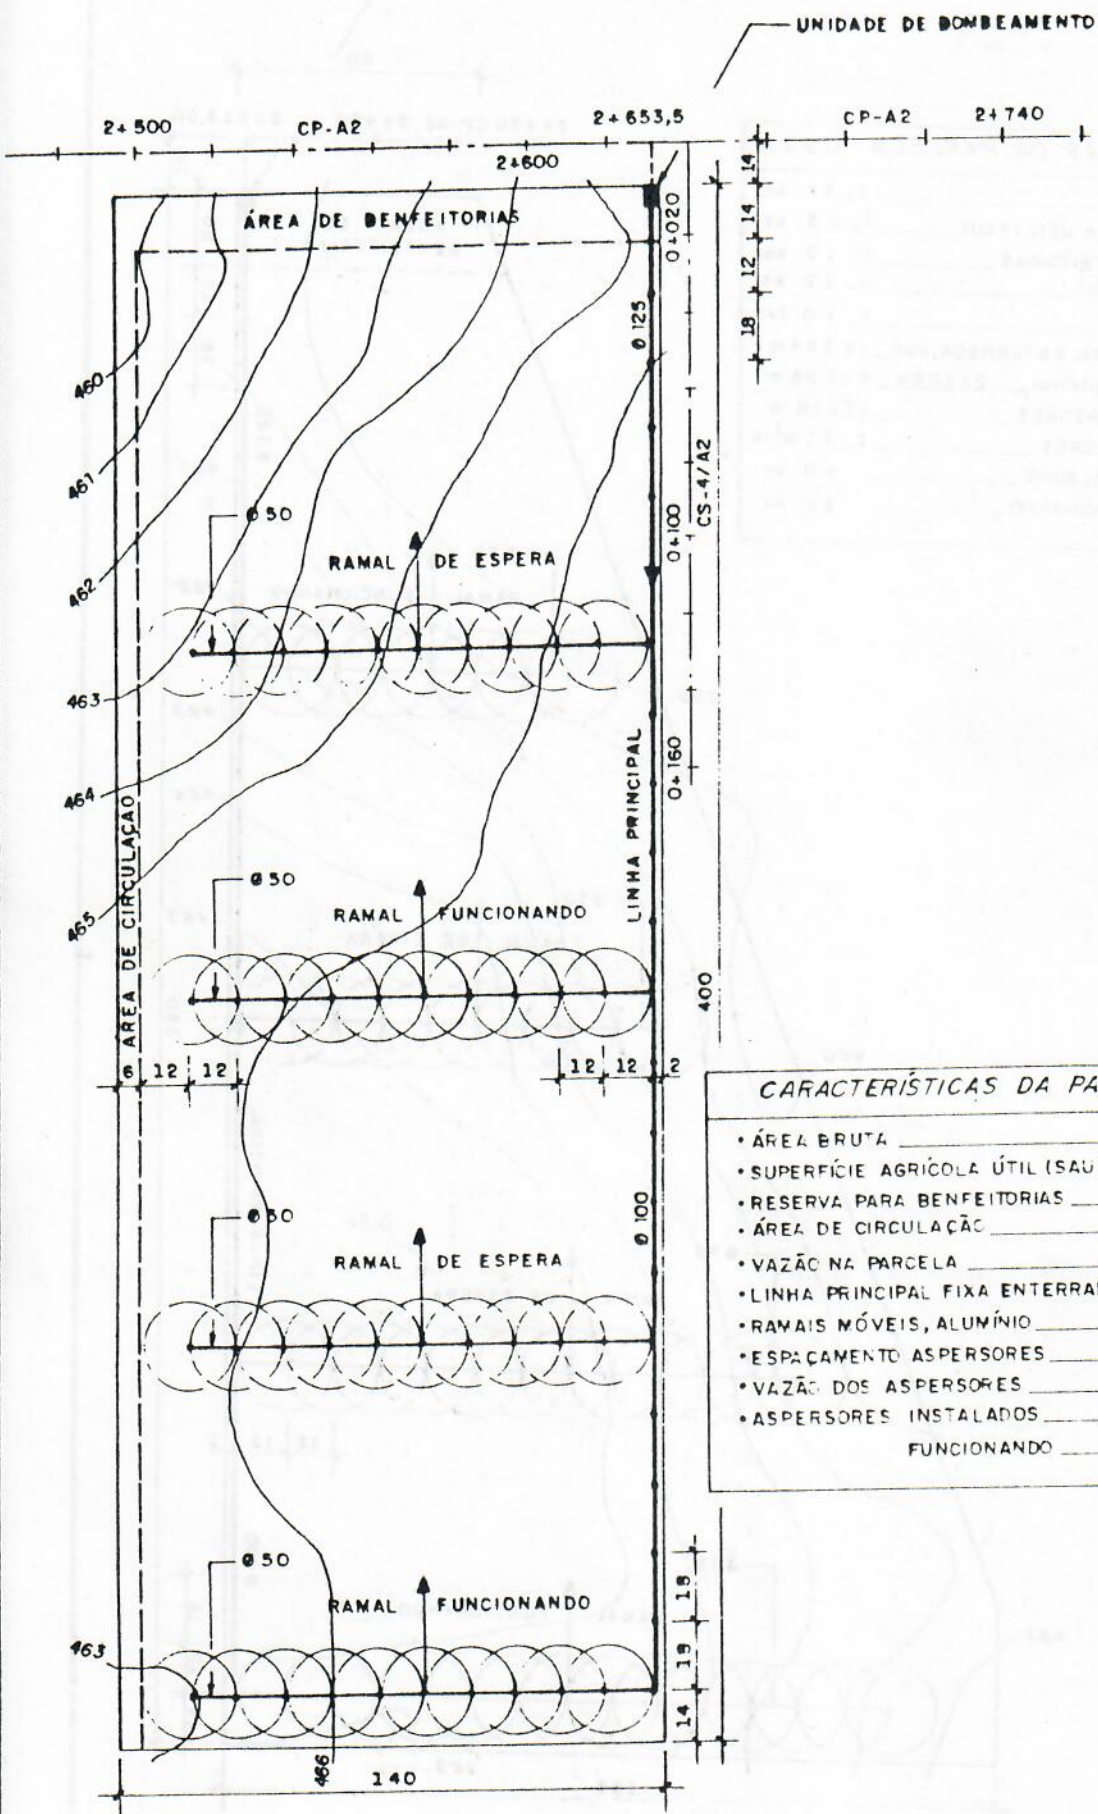 UNIDADE DE BOMBEAMENTO
2+500
CP-A2
2+653,5
CP-A2
2+740
2+600
ÁREA DE BENFEITORIAS
0+020
14
14
12
18
Ø 125
460
461
CS-4/A2
Ø50
0+100
RAMAL DE ESPERA
462
463
0+160
464
LINHA PRINCIPAL
ÁREA DE CIRCULAÇÃO
Ø50
465
RAMAL FUNCIONANDO
400
6
12
12
12
12
2
CARACTERÍSTICAS DA PA
• ÁREA BRUTA
• SUPERFÍCIE AGRÍCOLA ÚTIL (SAU
• RESERVA PARA BENFEITORIAS
• ÁREA DE CIRCULAÇÃO
• VAZÃO NA PARCELA
• LINHA PRINCIPAL FIXA ENTERRA
• RAMAIS MÓVEIS, ALUMÍNIO
• ESPAÇAMENTO ASPERSORES
• VAZÃO DOS ASPERSORES
• ASPERSORES INSTALADOS
FUNCIONANDO
Ø50
Ø 100
RAMAL DE ESPERA
Ø50
RAMAL FUNCIONANDO
18
14
463
466
140